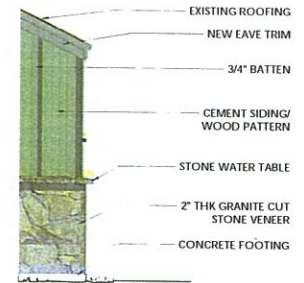 EXISTING ROOFING
NEW EAVE TRIM
3/4" BATTEN
CEMENT SIDING/
WOOD PATTERN
STONE WATER TABLE
2" THK GRANITE CUT
STONE VENEER
CONCRETE FOOTING